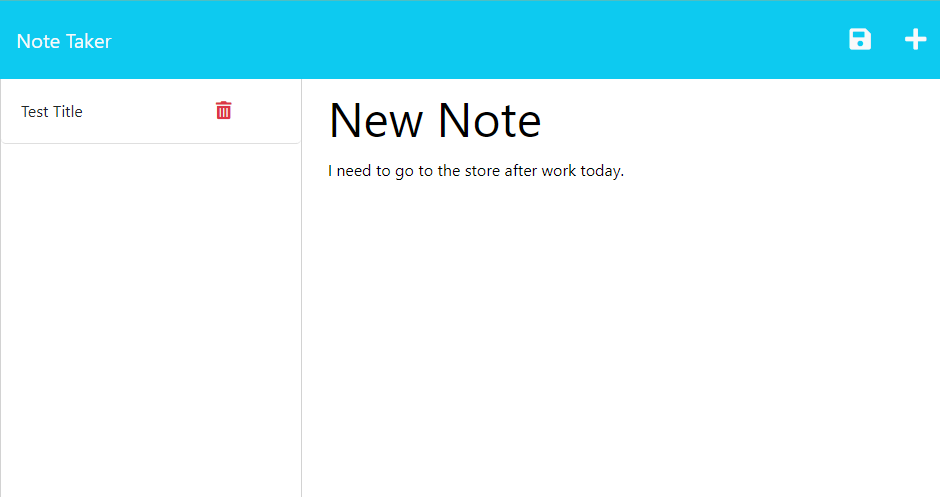 Note Taker
Test Title
New Note
I need to go to the store after work today.